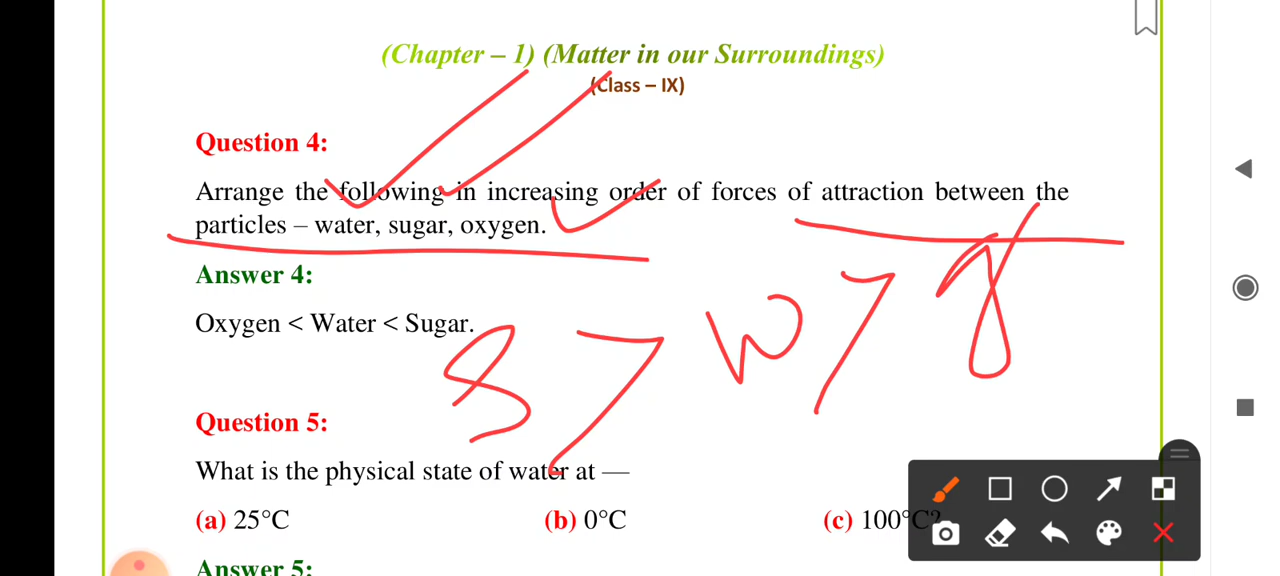 (Chapter – 1) (Matter in our Surroundings)
(Class – IX)
Question 4:
Arrange the following in increasing order of forces of attraction between the
particles – water, sugar, oxygen.
Answer 4:
Oxygen < Water < Sugar.
S > W > g
Question 5:
What is the physical state of water at —
(a) 25°C (b) 0°C (c) 100°C?
Answer 5: